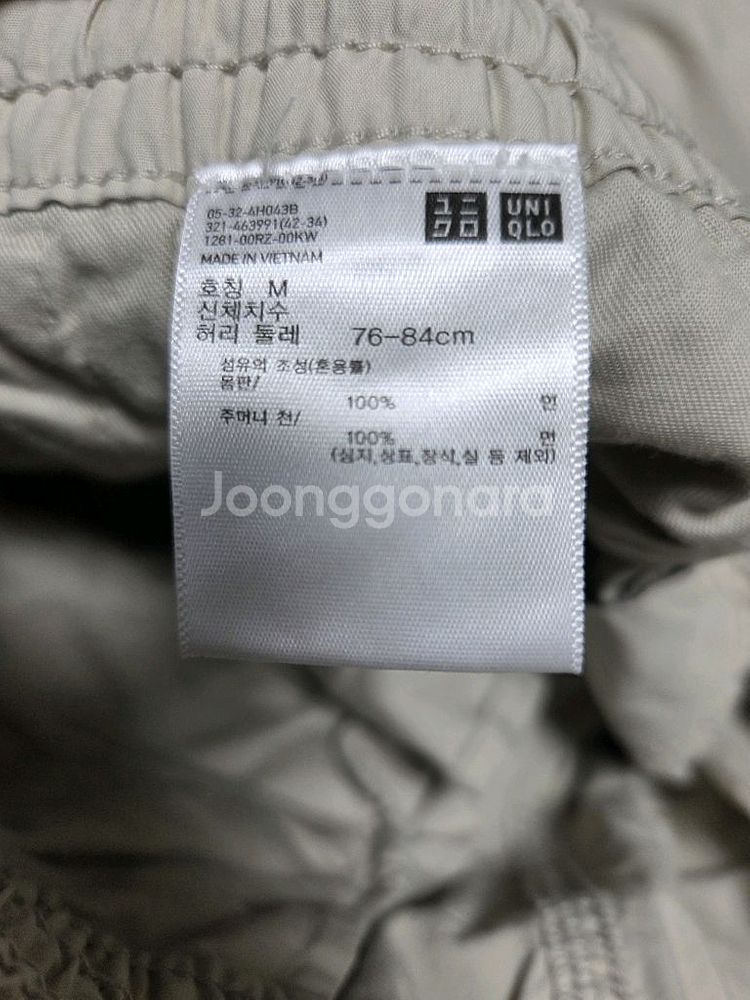 05-32-4H043B
321-463991(42-34)
1281-00RZ-00KW
MADE IN VIETNAM
ユニ
クロ
UNI
QLO
호칭 M
신체치수
허리 둘레 76-84cm
섬유의 조성(혼용률)
몸판/
100% 면
주머니 천/
100% 면
(심지,상표,장식,실 등 제외)
Joonggonara